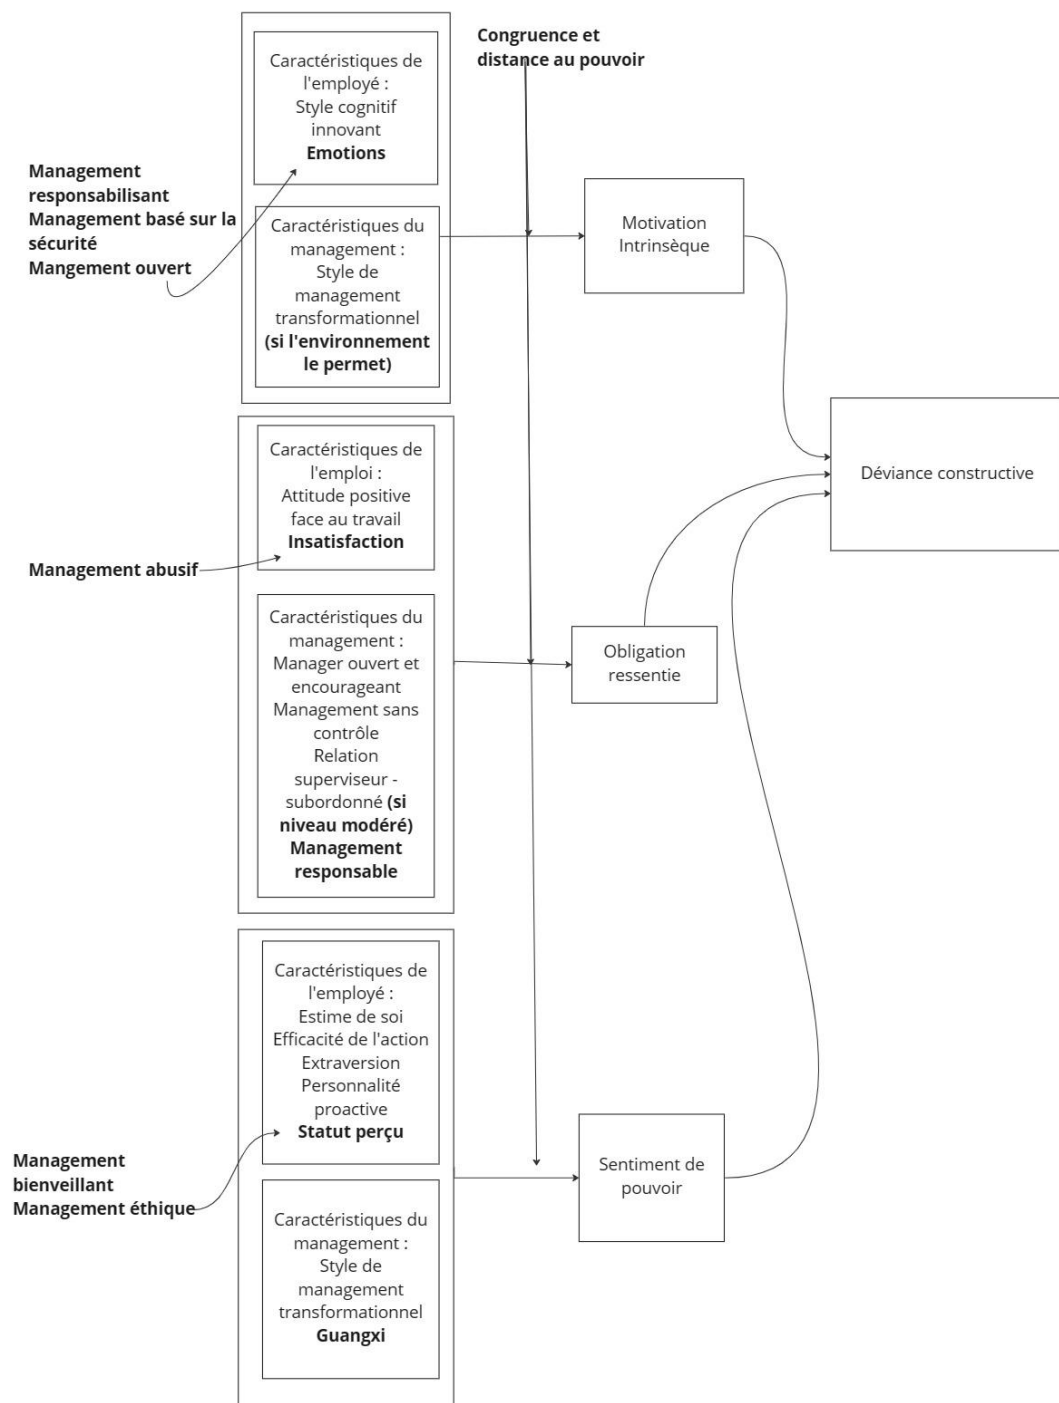 Congruence et
distance au pouvoir
Caractéristiques de
l'employé :
Style cognitif
innovant
Emotions
Management
responsabilisant
Management basé sur la
sécurité
Mangement ouvert
Caractéristiques du
management :
Style de
management
transformationnel
(si l'environnement
le permet)
Motivation
Intrinsèque
Caractéristiques de
l'emploi :
Attitude positive
face au travail
Insatisfaction
Déviance constructive
Management abusif
Caractéristiques du
management :
Manager ouvert et
encourageant
Management sans
contrôle
Relation
superviseur -
subordonné (si
niveau modéré)
Management
responsable
Obligation
ressentie
Caractéristiques de
l'employé :
Estime de soi
Efficacité de l'action
Extraversion
Personnalité
proactive
Statut perçu
Management
bienveillant
Management éthique
Sentiment de
pouvoir
Caractéristiques du
management :
Style de
management
transformationnel
Guangxi